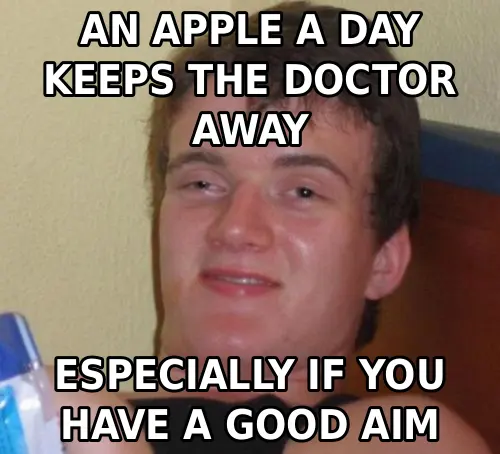 AN APPLE A DAY
KEEPS THE DOCTOR
AWAY
ESPECIALLY IF YOU
HAVE A GOOD AIM